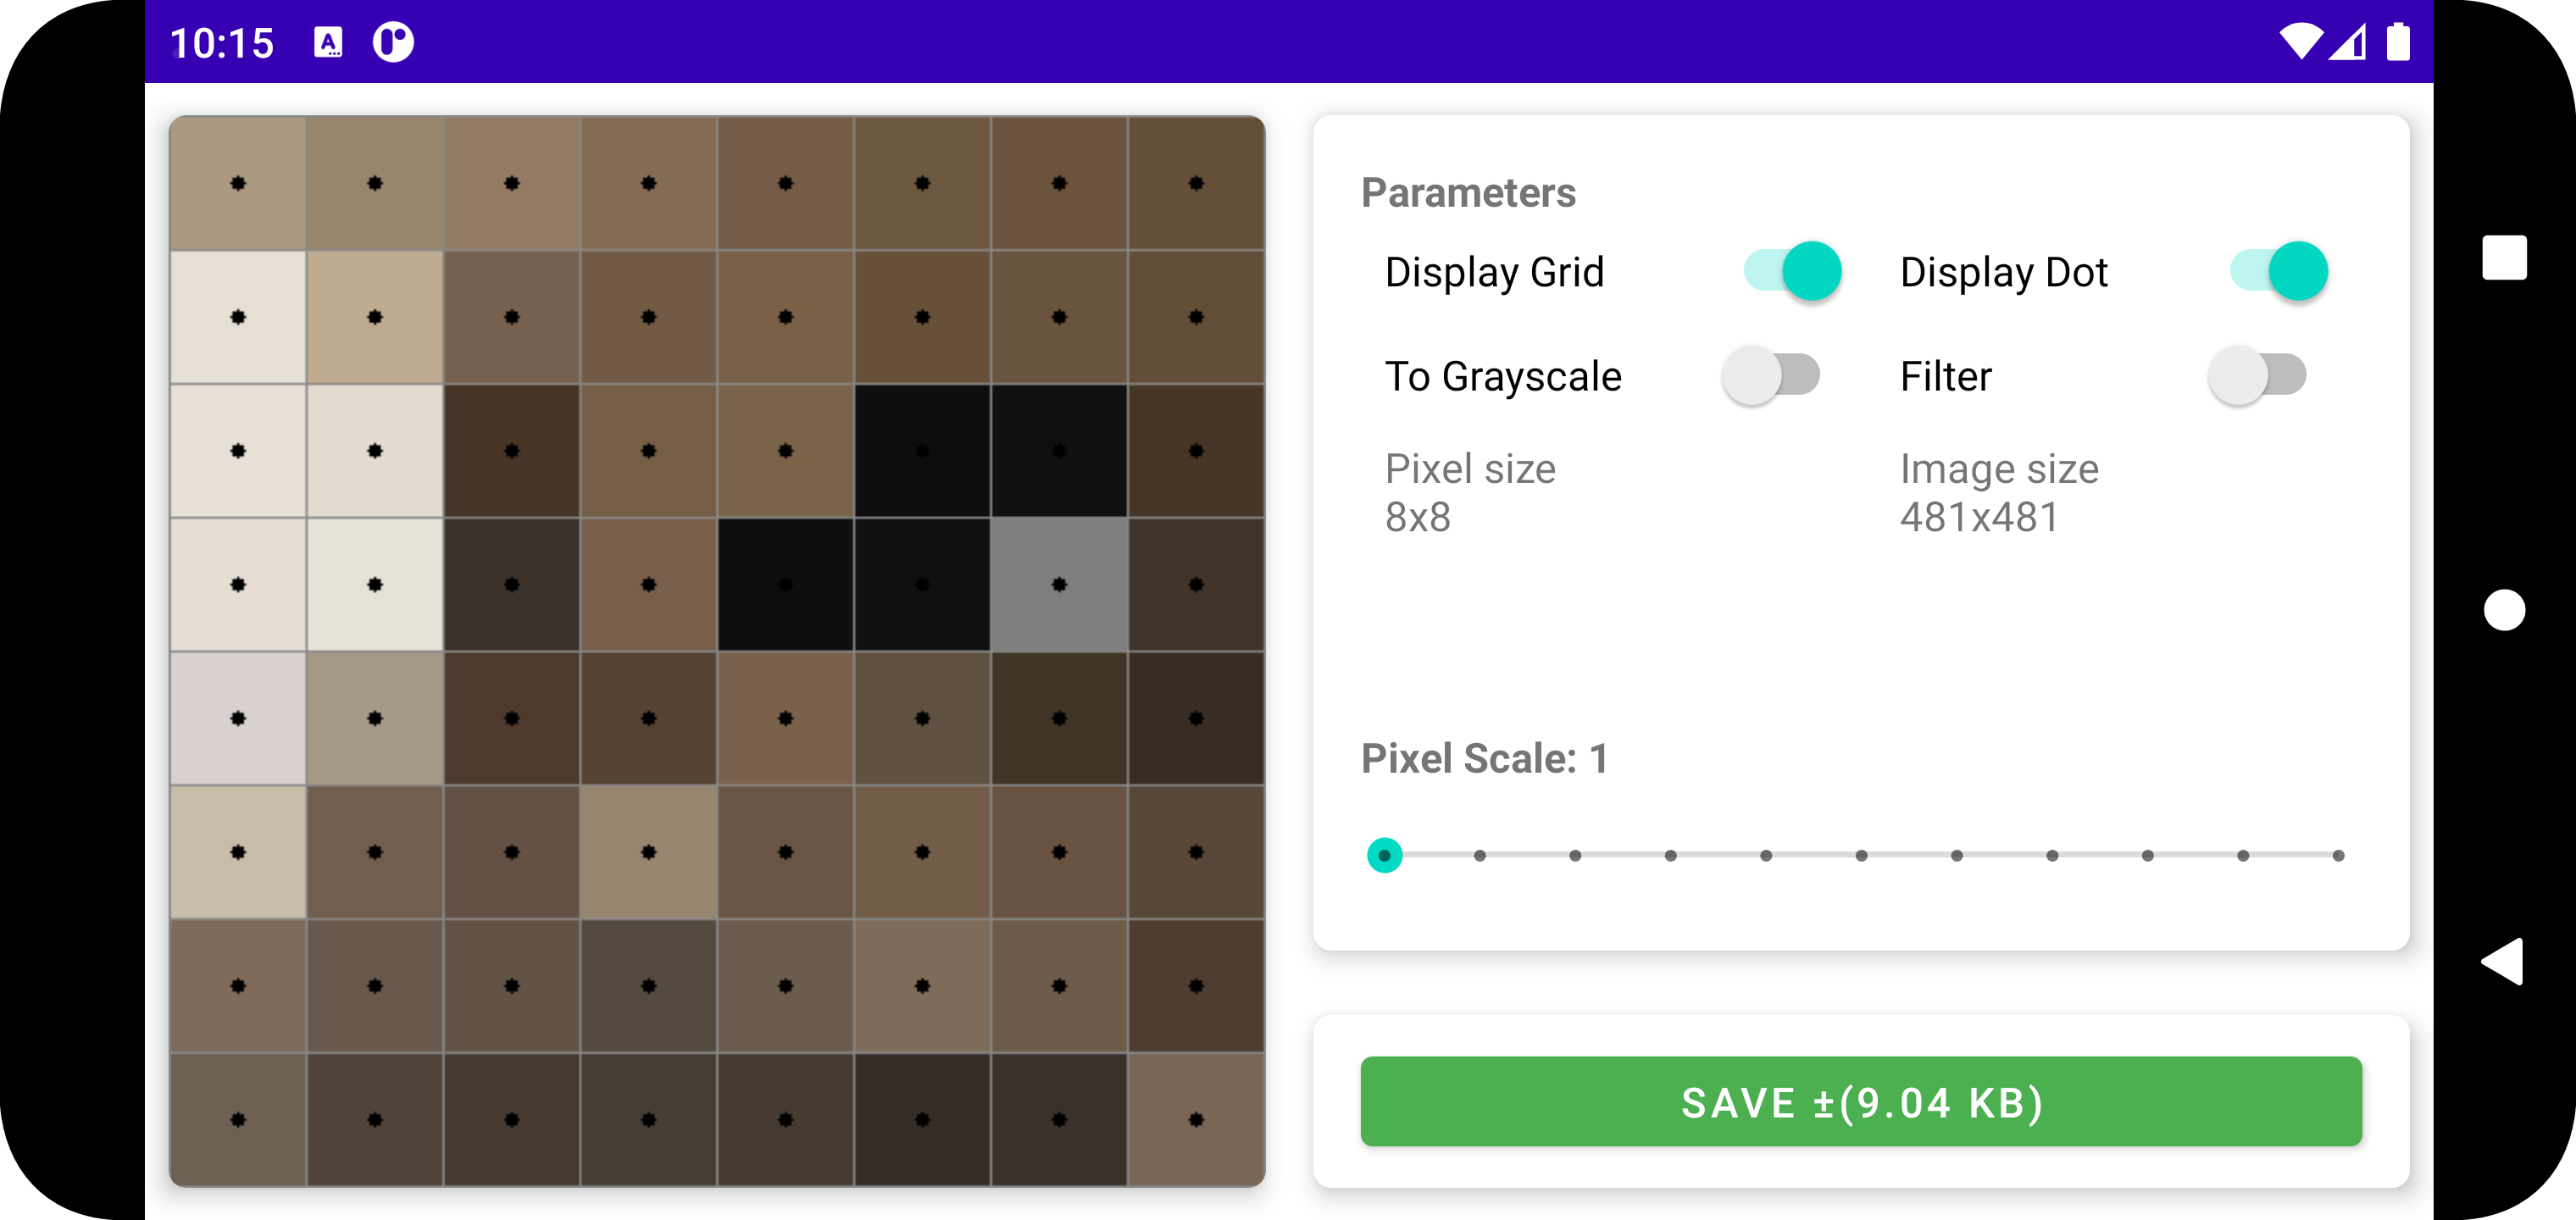 10:15
Parameters
Display Grid
Display Dot
To Grayscale
Filter
Pixel size
8x8
Image size
481x481
Pixel Scale: 1
SAVE ±(9.04 KB)